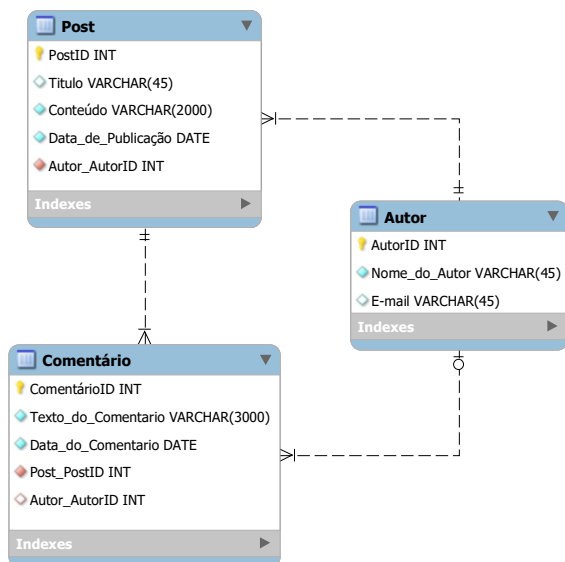 Post
PostID INT
Titulo VARCHAR(45)
Conteúdo VARCHAR(2000)
Data_de_Publicação DATE
Autor_AutorID INT
Indexes
Autor
AutorID INT
Nome_do_Autor VARCHAR(45)
E-mail VARCHAR(45)
Indexes
Comentário
ComentárioID INT
Texto_do_Comentario VARCHAR(3000)
Data_do_Comentario DATE
Post_PostID INT
Autor_AutorID INT
Indexes